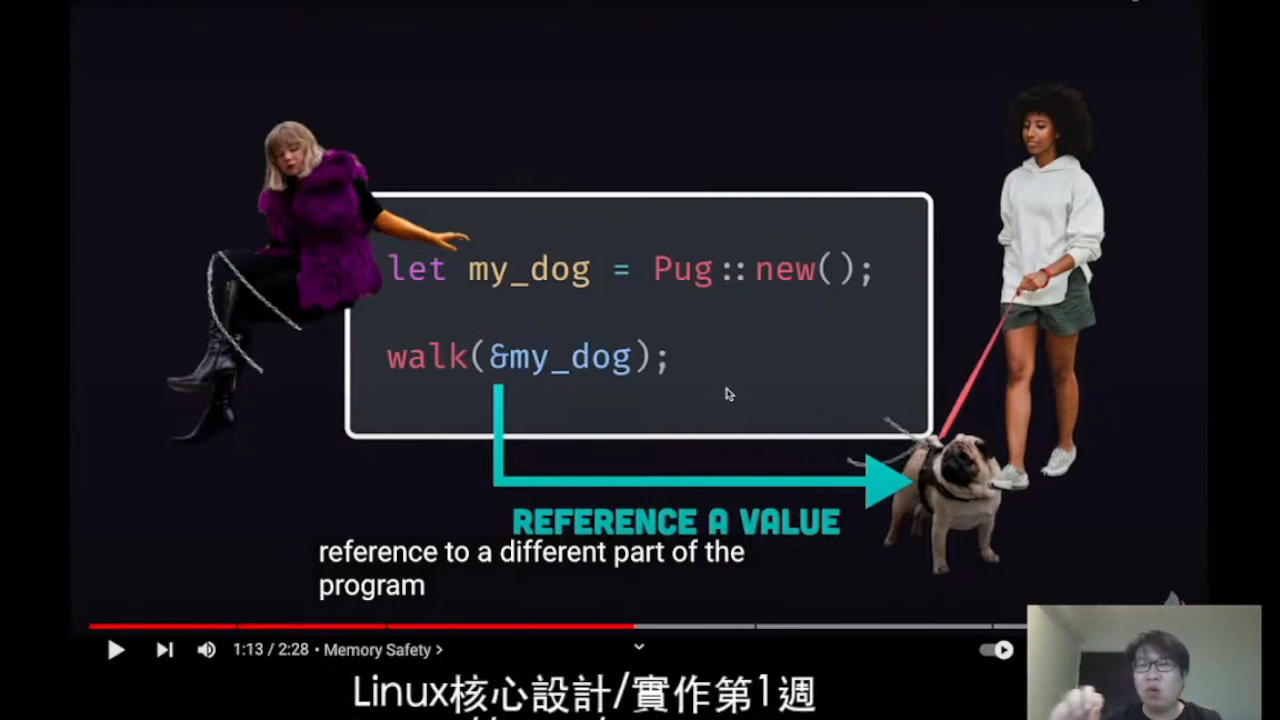 let my_dog = Pug::new();
walk(&my_dog);
REFERENCE A VALUE
reference to a different part of the
program
1:13 / 2:28 • Memory Safety >
Linux核心設計/實作第1週